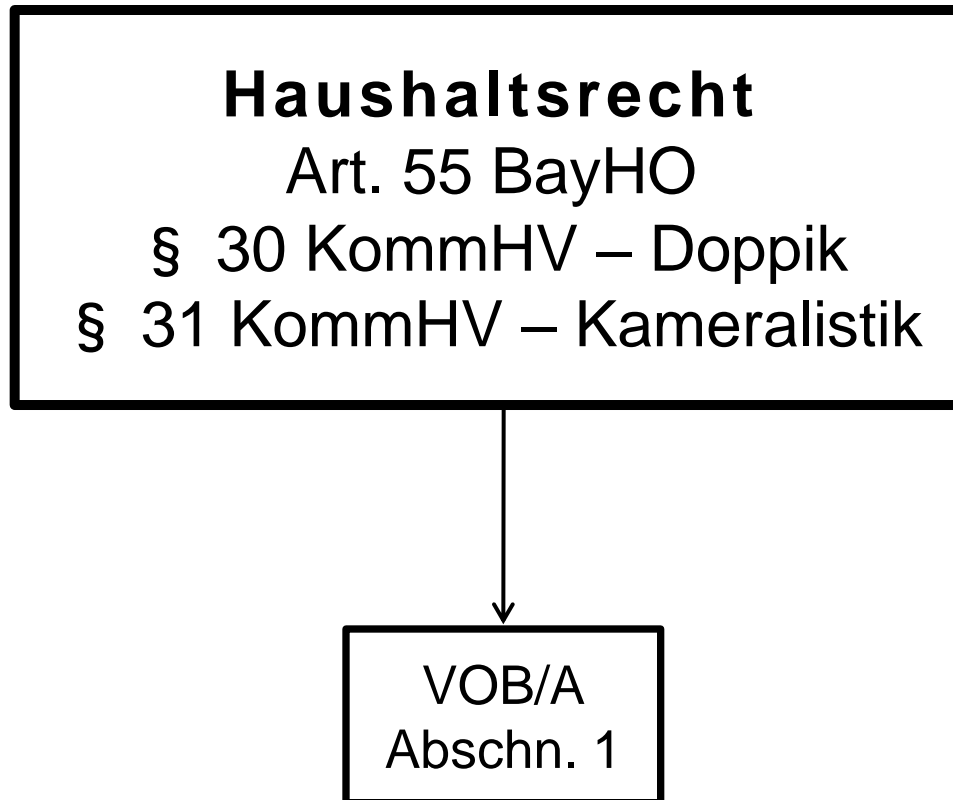 Haushaltsrecht
Art. 55 BayHO
§ 30 KommHV – Doppik
§ 31 KommHV – Kameralistik
VOB/A
Abschn. 1